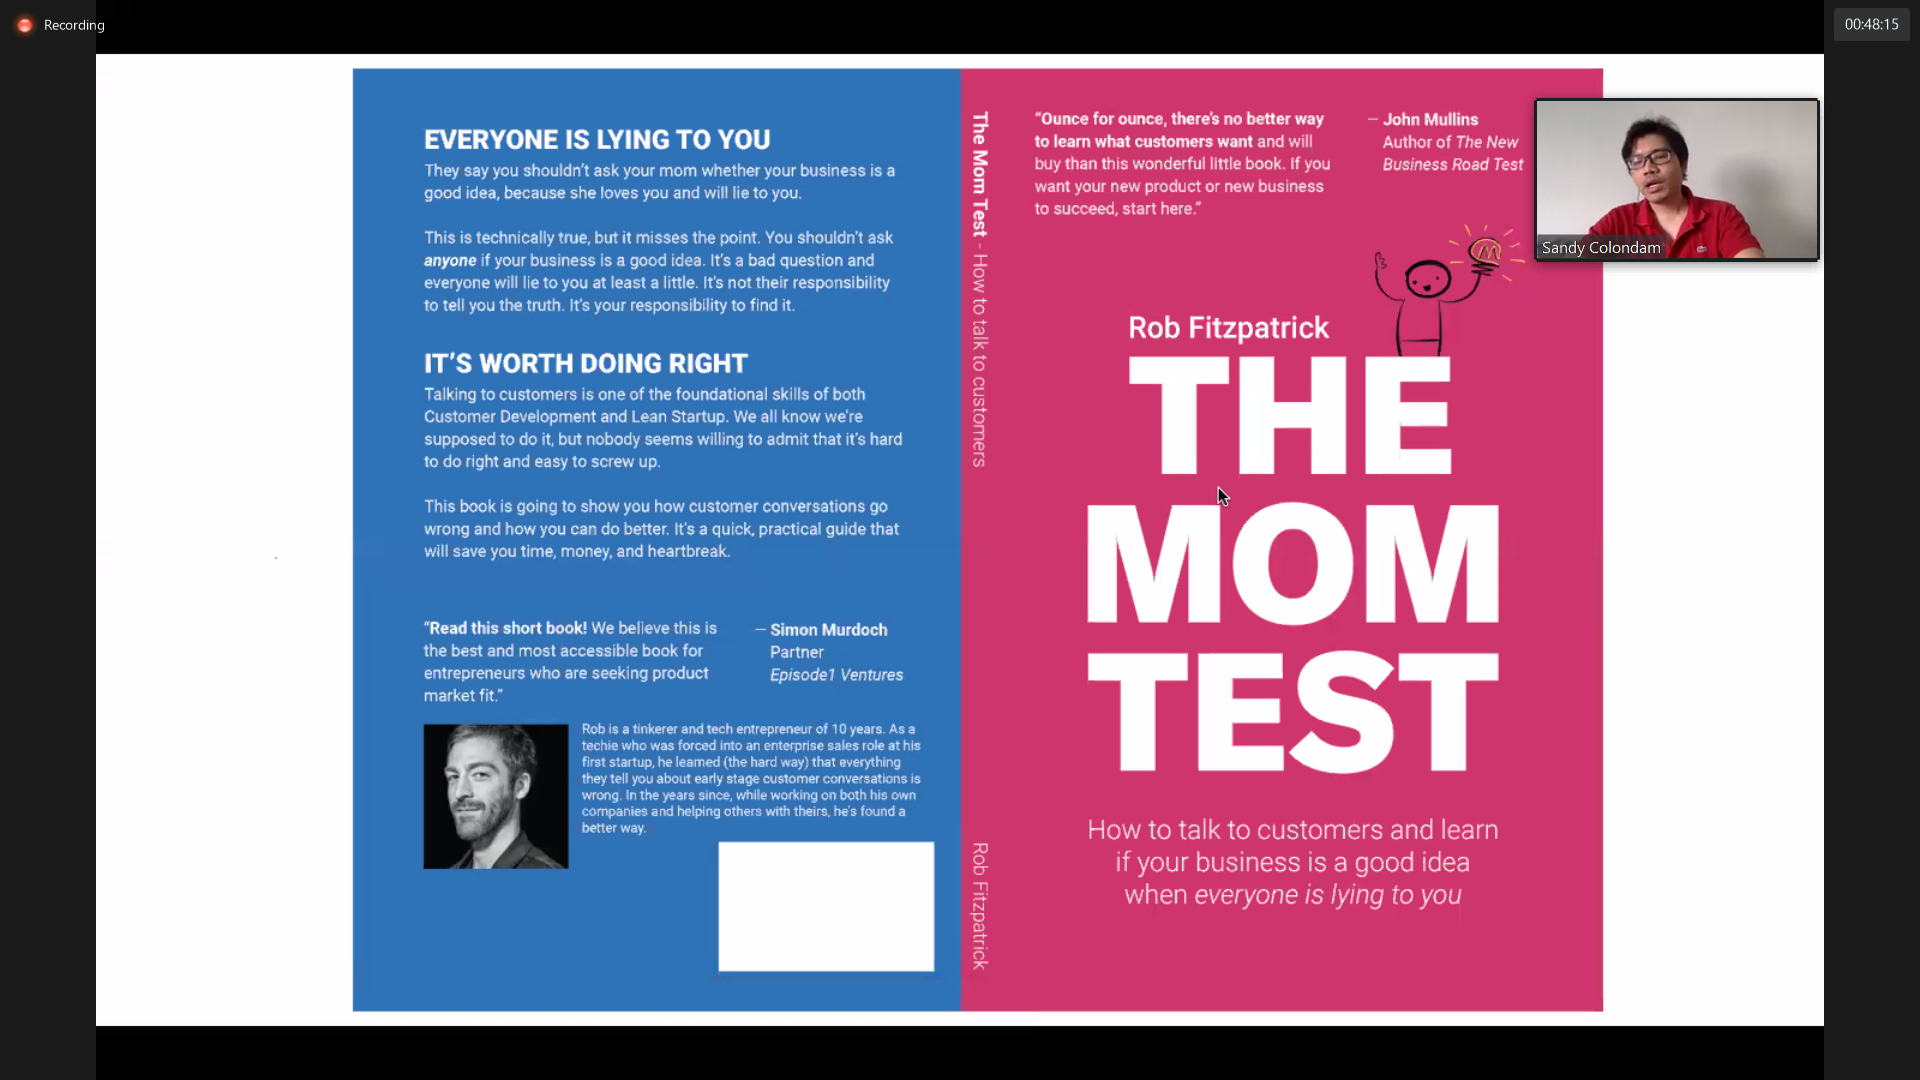 Recording
00:48:15
EVERYONE IS LYING TO YOU
They say you shouldn't ask your mom whether your business is a
good idea, because she loves you and will lie to you.
This is technically true, but it misses the point. You shouldn't ask
anyone if your business is a good idea. It's a bad question and
everyone will lie to you at least a little. It's not their responsibility
to tell you the truth. It's your responsibility to find it.
IT'S WORTH DOING RIGHT
Talking to customers is one of the foundational skills of both
Customer Development and Lean Startup. We all know we're
supposed to do it, but nobody seems willing to admit that it's hard
to do right and easy to screw up.
This book is going to show you how customer conversations go
wrong and how you can do better. It's a quick, practical guide that
will save you time, money, and heartbreak.
"Read this short book! We believe this is
the best and most accessible book for
entrepreneurs who are seeking product
market fit."
— Simon Murdoch
Partner
Episode1 Ventures
Rob is a tinkerer and tech entrepreneur of 10 years. As a
techie who was forced into an enterprise sales role at his
first startup, he learned (the hard way) that everything
they tell you about early stage customer conversations is
wrong. In the years since, while working on both his own
companies and helping others with theirs, he's found a
better way.
The Mom Test - How to talk to customers
Rob Fitzpatrick
"Ounce for ounce, there's no better way
to learn what customers want and will
buy than this wonderful little book. If you
want your new product or new business
to succeed, start here."
— John Mullins
Author of The New
Business Road Test
Sandy Colondam
Rob Fitzpatrick
THE
MOM
TEST
How to talk to customers and learn
if your business is a good idea
when everyone is lying to you